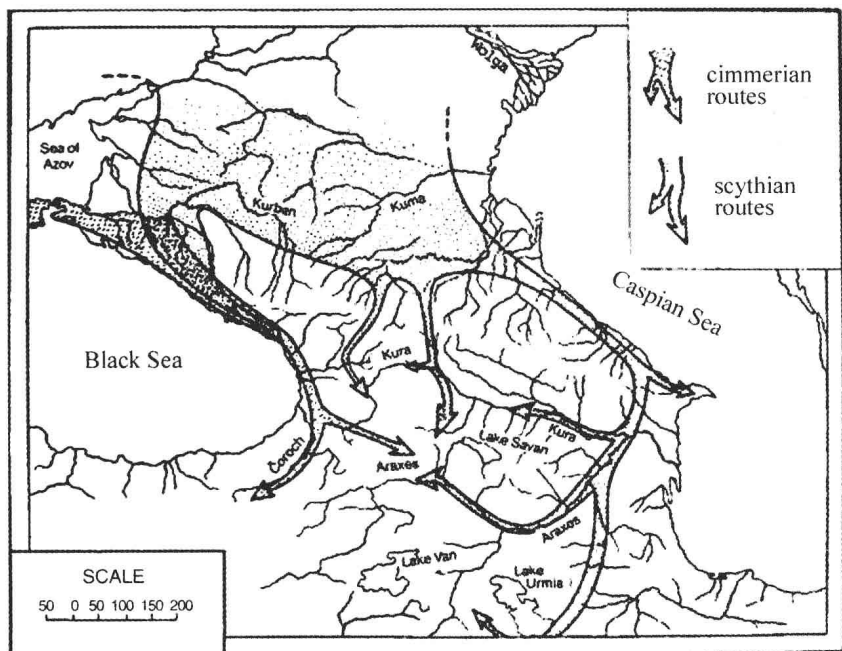 Volga
cimmerian
routes
scythian
routes
Sea of
Azov
Kurban
Kuma
Caspian Sea
Black Sea
Kura
Kura
Lake Savan
Čoroch
Araxes
Araxes
Lake Van
Lake
Urmia
SCALE
50 0 50 100 150 200